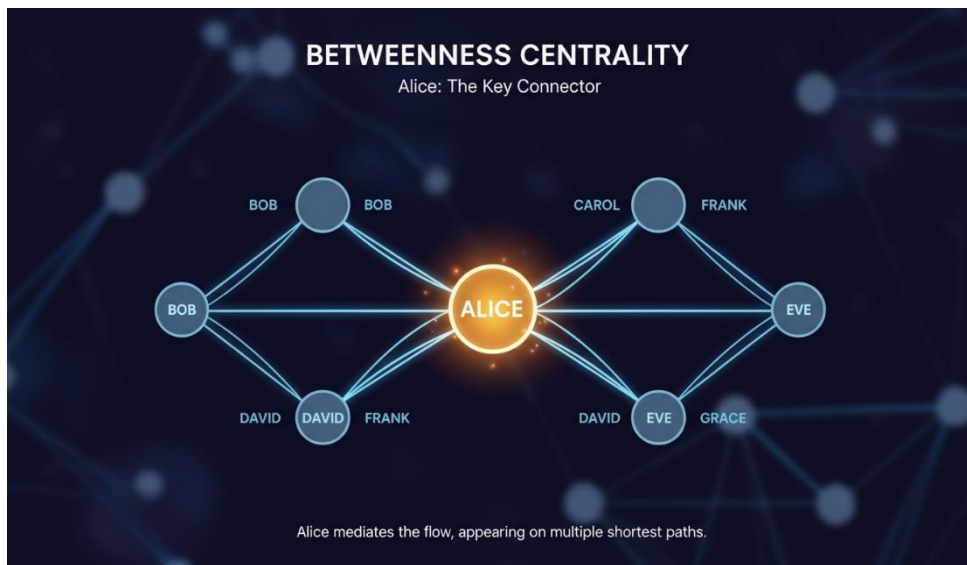 BETWEENNESS CENTRALITY
Alice: The Key Connector
BOB BOB CAROL FRANK
BOB ALICE EVE
DAVID DAVID FRANK DAVID EVE GRACE
Alice mediates the flow, appearing on multiple shortest paths.